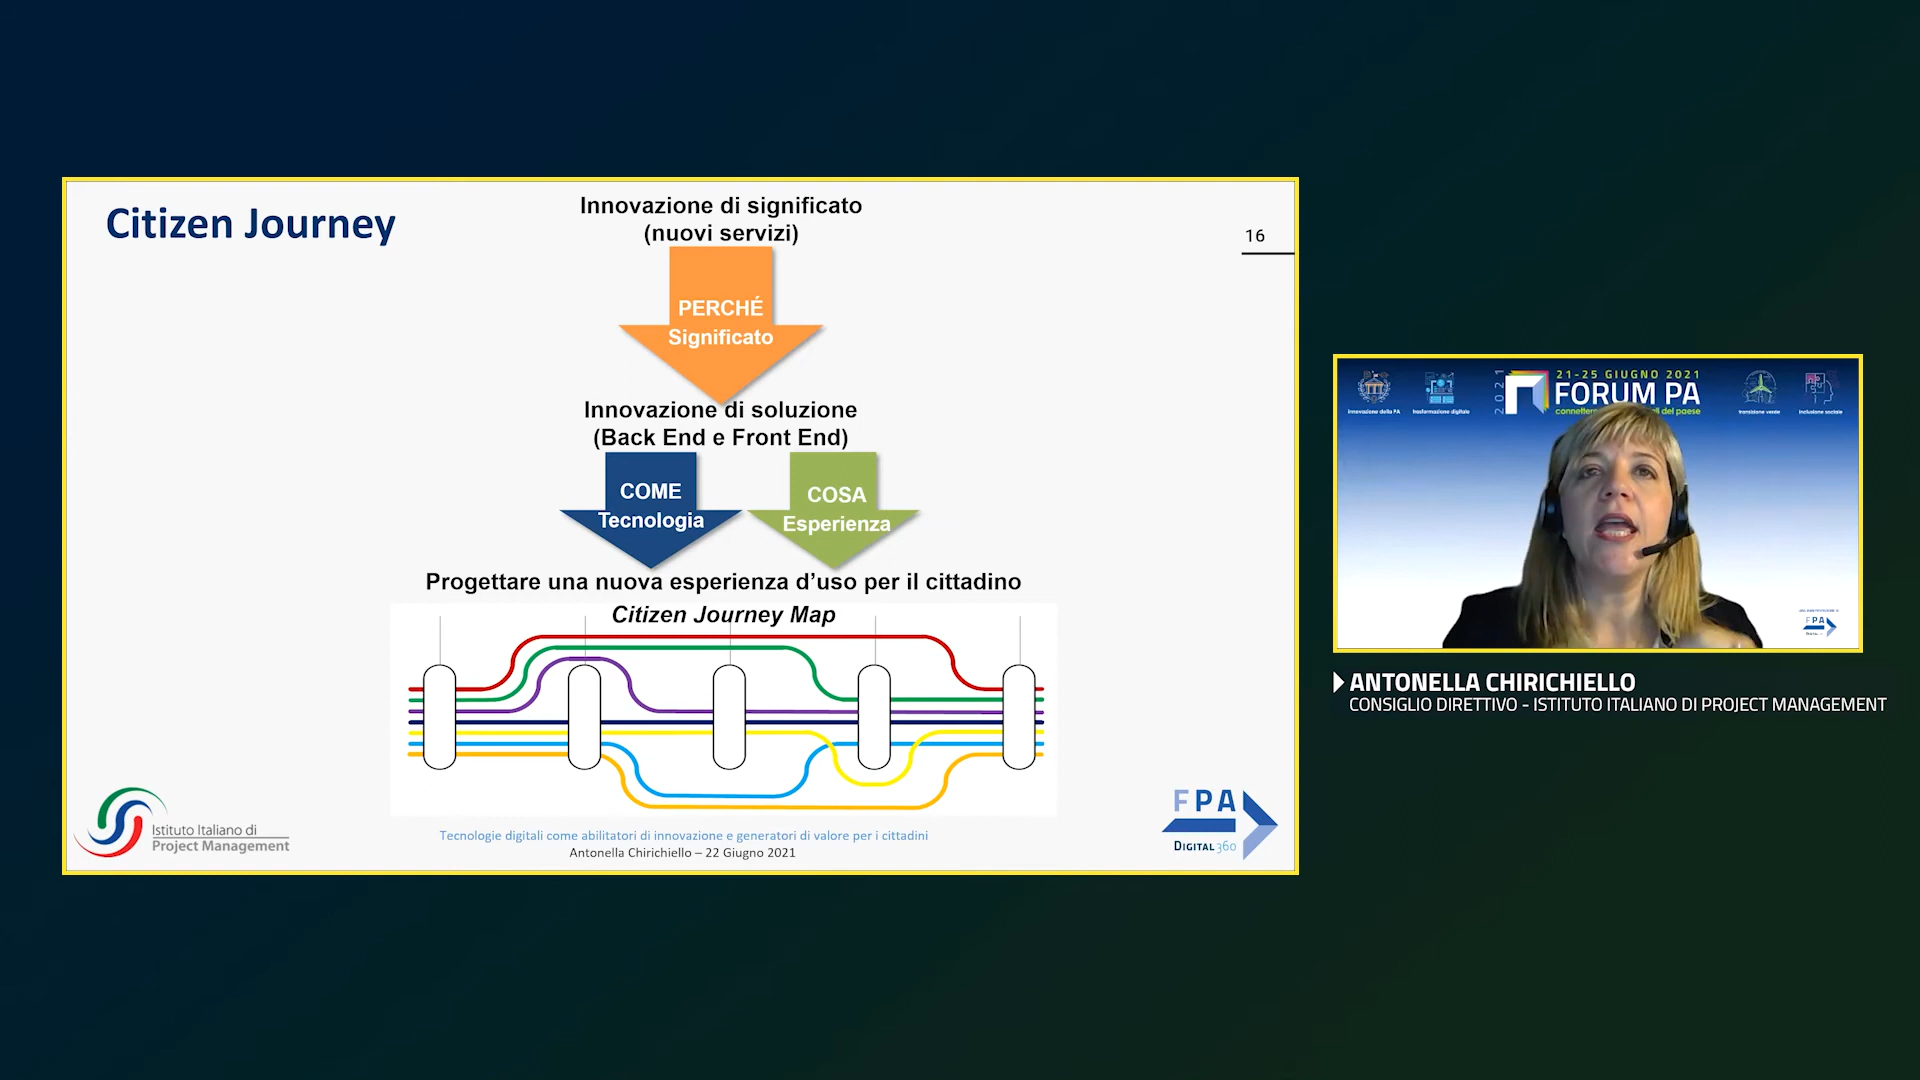 Citizen Journey
Innovazione di significato
(nuovi servizi)
16
PERCHÉ
Significato
Innovazione di soluzione
(Back End e Front End)
COME
Tecnologia
COSA
Esperienza
Progettare una nuova esperienza d'uso per il cittadino
Citizen Journey Map
Istituto Italiano di
Project Management
Tecnologie digitali come abilitatori di innovazione e generatori di valore per i cittadini
Antonella Chirichiello – 22 Giugno 2021
FPA
DIGITAL360
innovazione della PA
trasformazione digitale
2021
21-25 GIUGNO 2021
FORUM PA
del paese
transizione verde
inclusione sociale
FPA
ANTONELLA CHIRICHIELLO
CONSIGLIO DIRETTIVO - ISTITUTO ITALIANO DI PROJECT MANAGEMENT